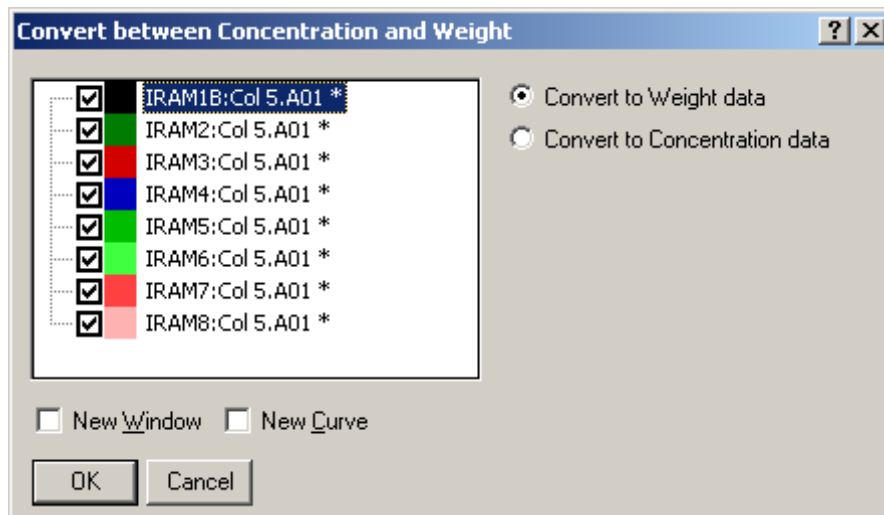 Convert between Concentration and Weight
IRAM1B:Col 5.A01 *
IRAM2:Col 5.A01 *
IRAM3:Col 5.A01 *
IRAM4:Col 5.A01 *
IRAM5:Col 5.A01 *
IRAM6:Col 5.A01 *
IRAM7:Col 5.A01 *
IRAM8:Col 5.A01 *
Convert to Weight data
Convert to Concentration data
New Window New Curve
OK Cancel